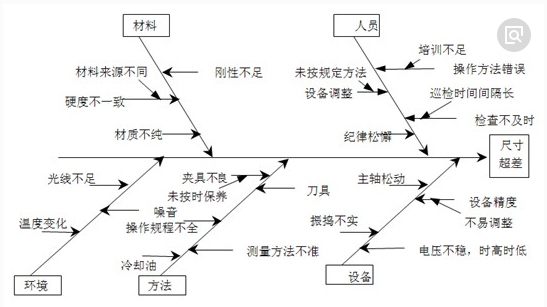 材料
人员
培训不足
材料来源不同
刚性不足
未按规定方法
操作方法错误
设备调整
硬度不一致
巡检时间间隔长
检查不及时
材质不纯
纪律松懈
尺寸
超差
光线不足
夹具不良
主轴松动
未按时保养
刀具
设备精度
噪音
不易调整
温度变化
操作规程不全
振捣不实
测量方法不准
电压不稳，时高时低
冷却油
环境
方法
设备